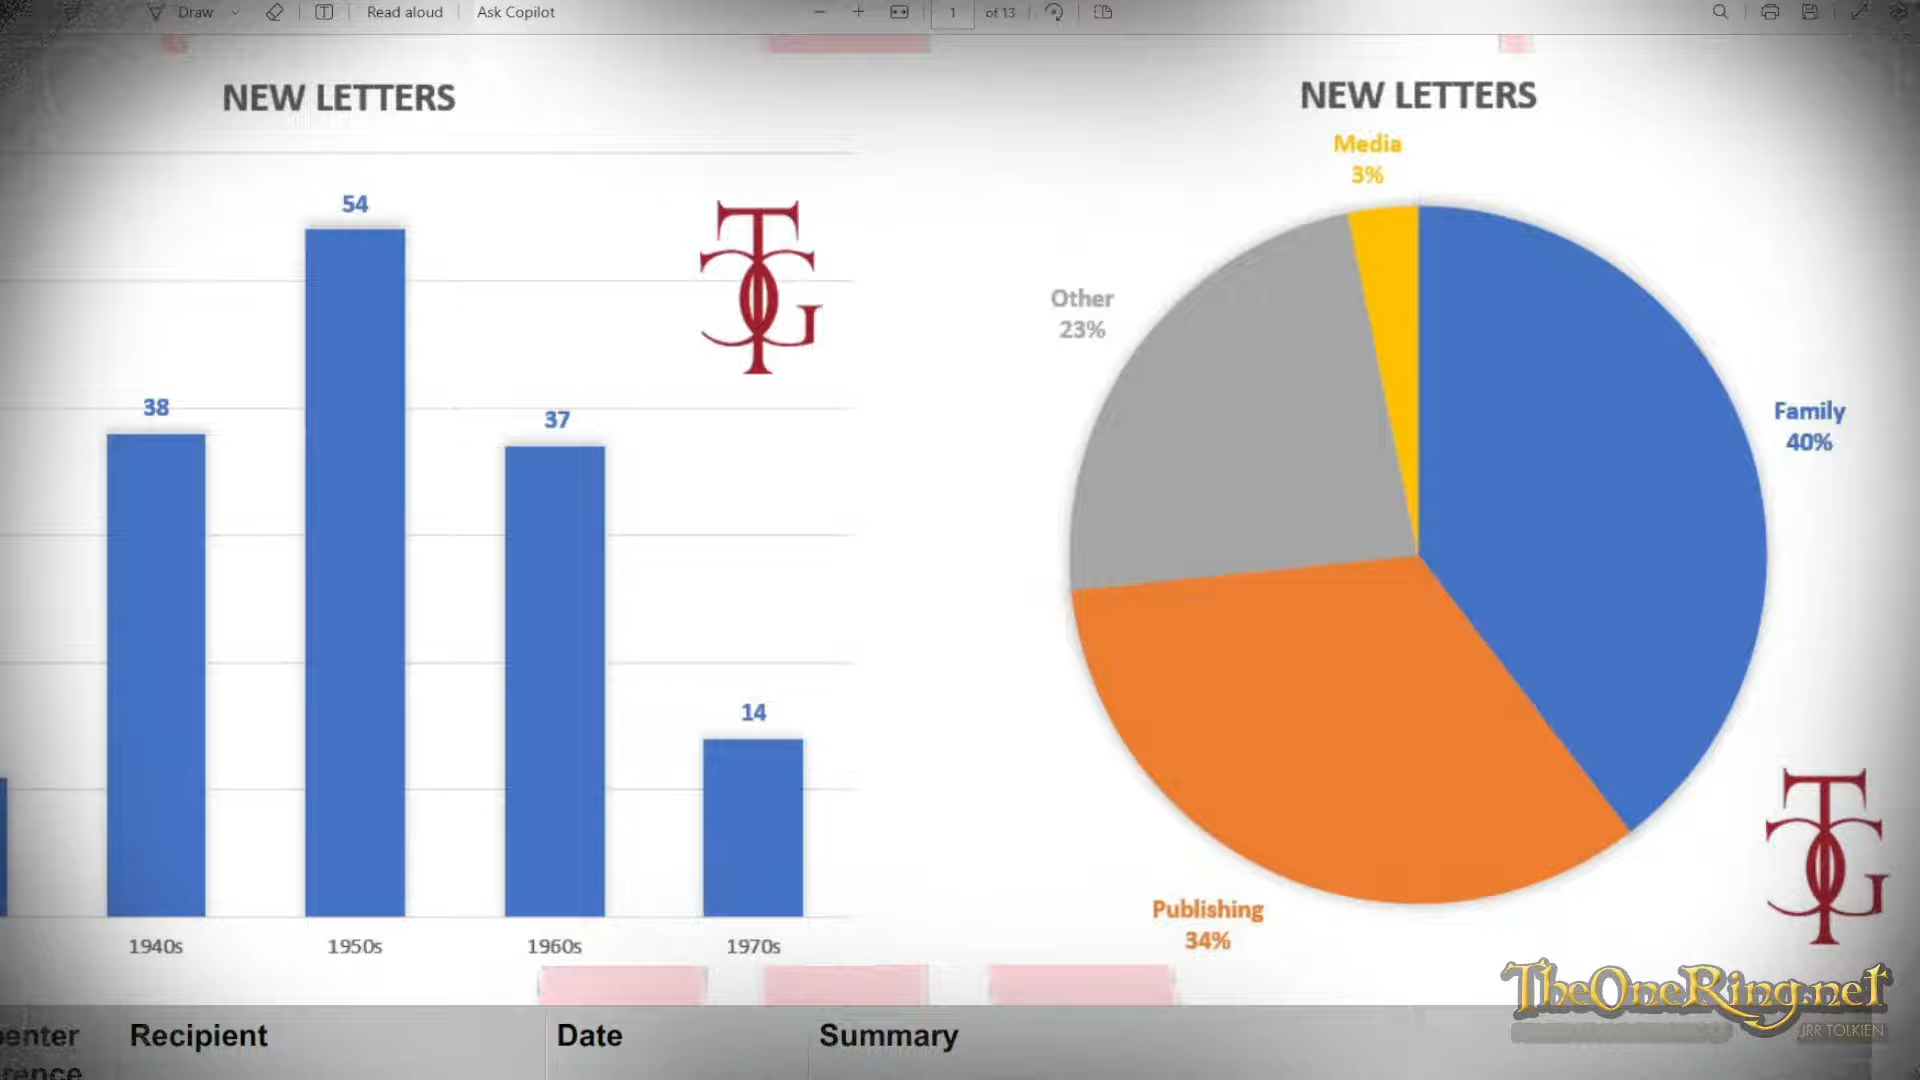 Draw
Read aloud
Ask Copilot
1
of 13
NEW LETTERS
54
38
37
14
1940s
1950s
1960s
1970s
NEW LETTERS
Media
3%
Other
23%
Family
40%
Publishing
34%
TheOneRing.net
JRR TOLKIEN
Recipient
Date
Summary